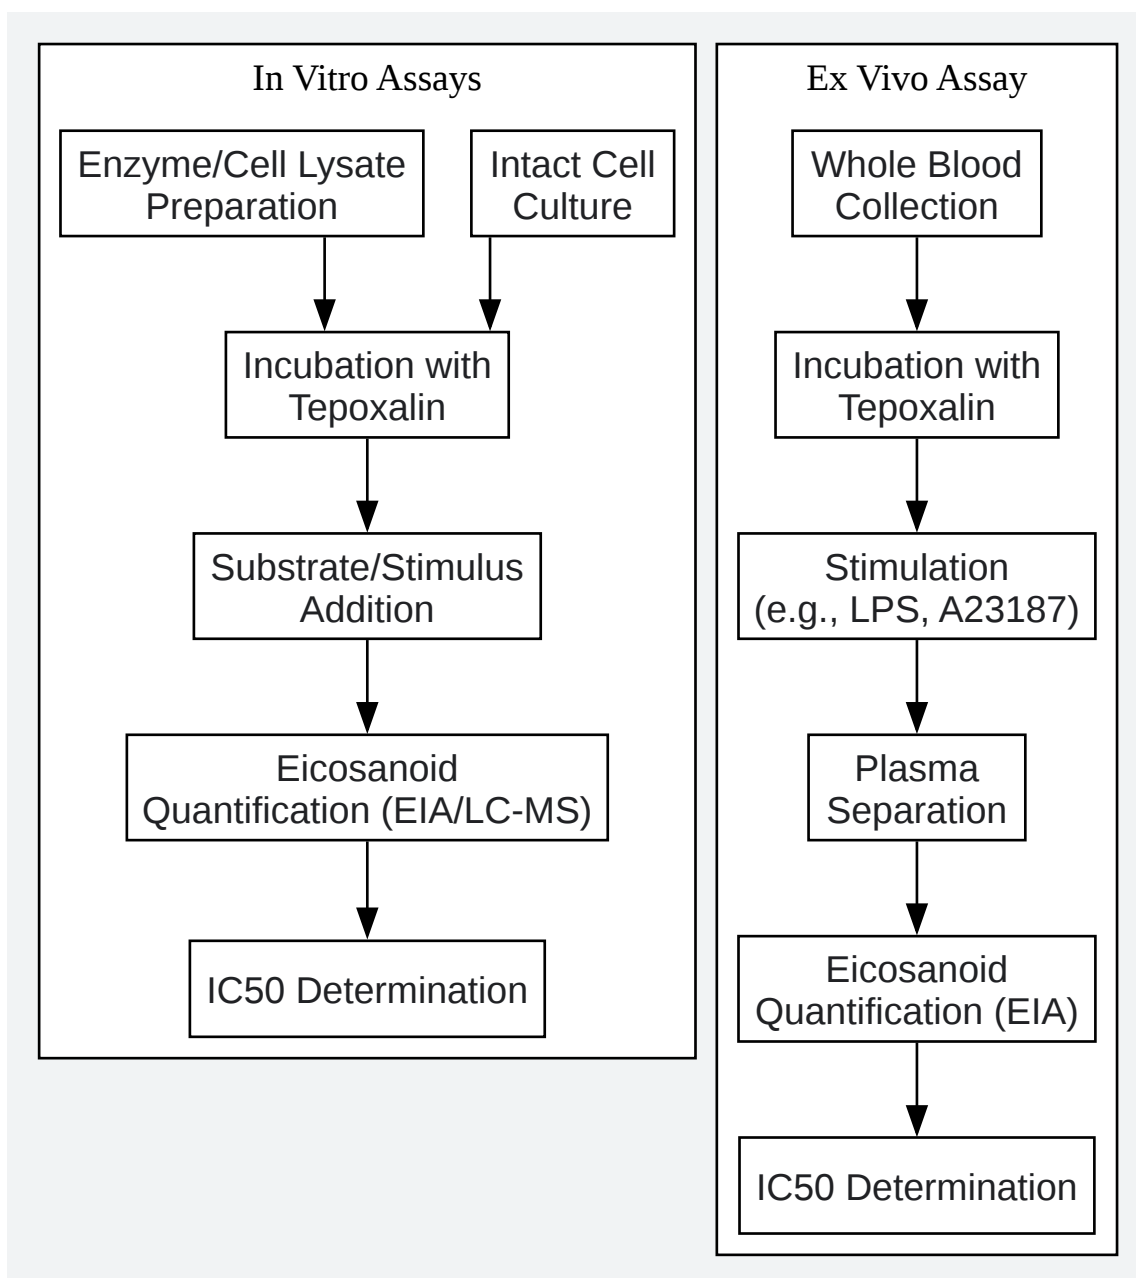 In Vitro Assays
Enzyme/Cell Lysate
Preparation
Intact Cell
Culture
Incubation with
Tepoxalin
Substrate/Stimulus
Addition
Eicosanoid
Quantification (EIA/LC-MS)
IC50 Determination
Ex Vivo Assay
Whole Blood
Collection
Incubation with
Tepoxalin
Stimulation
(e.g., LPS, A23187)
Plasma
Separation
Eicosanoid
Quantification (EIA)
IC50 Determination